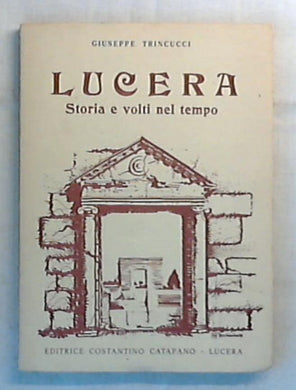 GIUSEPPE TRINCUCCI
LUCERA
Storia e volti nel tempo
EDITRICE COSTANTINO CATAPANO - LUCERA